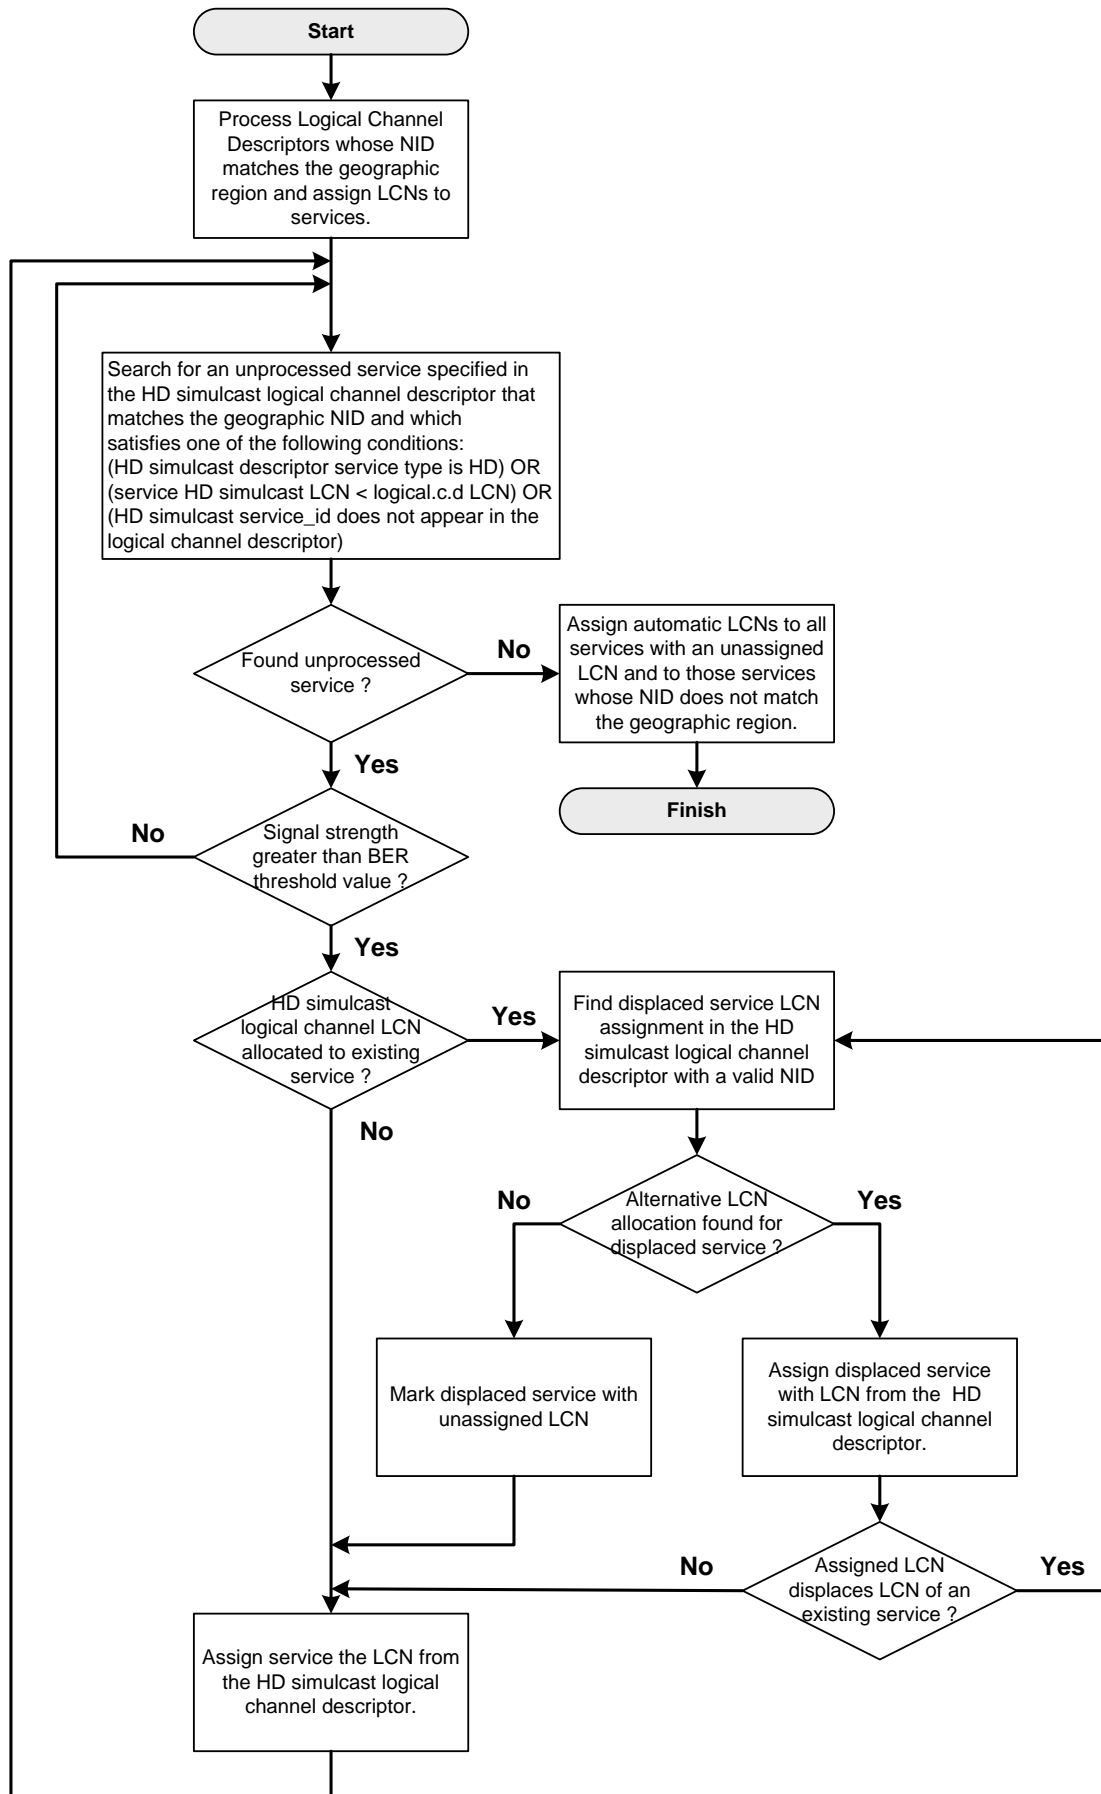 Start
Process Logical Channel
Descriptors whose NID
matches the geographic
region and assign LCNs to
services.
Search for an unprocessed service specified in
the HD simulcast logical channel descriptor that
matches the geographic NID and which
satisfies one of the following conditions:
(HD simulcast descriptor service type is HD) OR
(service HD simulcast LCN < logical.c.d LCN) OR
(HD simulcast service_id does not appear in the
logical channel descriptor)
Found unprocessed
service ?
No
Assign automatic LCNs to all
services with an unassigned
LCN and to those services
whose NID does not match
the geographic region.
Yes
Finish
No
Signal strength
greater than BER
threshold value ?
Yes
HD simulcast
logical channel LCN
allocated to existing
service ?
Yes
Find displaced service LCN
assignment in the HD
simulcast logical channel
descriptor with a valid NID
No
No
Alternative LCN
allocation found for
displaced service ?
Yes
Mark displaced service with
unassigned LCN
Assign displaced service
with LCN from the  HD
simulcast logical channel
descriptor.
No
Assigned LCN
displaces LCN of an
existing service ?
Yes
Assign service the LCN from
the HD simulcast logical
channel descriptor.